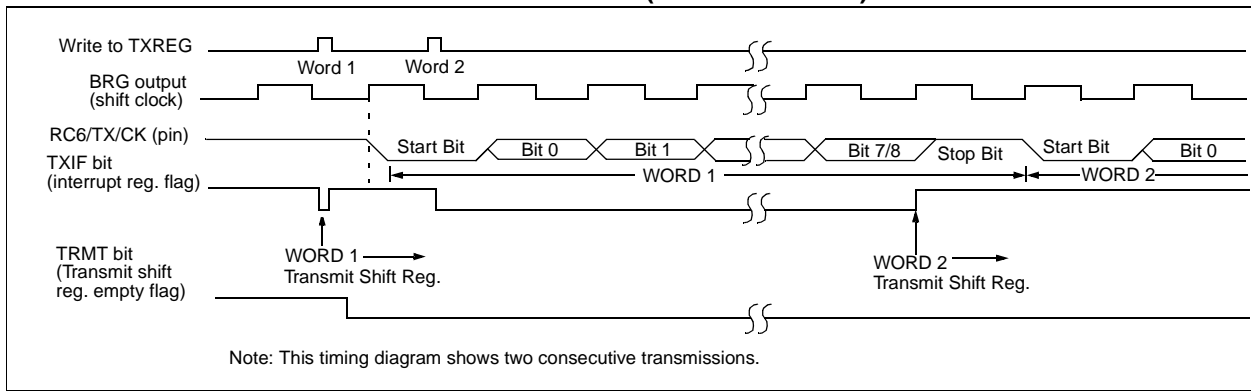 Write to TXREG
Word 1
Word 2
BRG output
(shift clock)
RC6/TX/CK (pin)
Start Bit
Bit 0
Bit 1
Bit 7/8
Stop Bit
Start Bit
Bit 0
TXIF bit
(interrupt reg. flag)
WORD 1
WORD 2
TRMT bit
(Transmit shift
reg. empty flag)
WORD 1
Transmit Shift Reg.
WORD 2
Transmit Shift Reg.
Note: This timing diagram shows two consecutive transmissions.